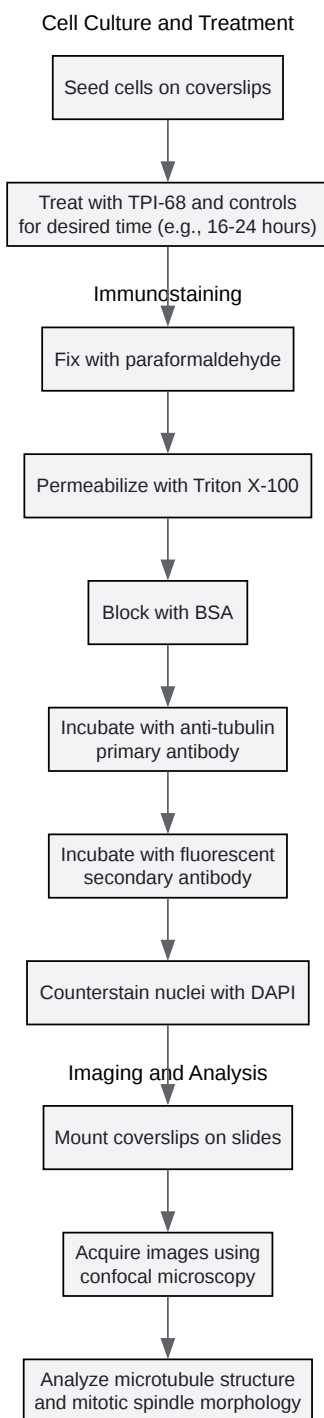 Cell Culture and Treatment
Seed cells on coverslips
Treat with TPI-68 and controls
for desired time (e.g., 16-24 hours)
Immunostaining
Fix with paraformaldehyde
Permeabilize with Triton X-100
Block with BSA
Incubate with anti-tubulin
primary antibody
Incubate with fluorescent
secondary antibody
Counterstain nuclei with DAPI
Imaging and Analysis
Mount coverslips on slides
Acquire images using
confocal microscopy
Analyze microtubule structure
and mitotic spindle morphology